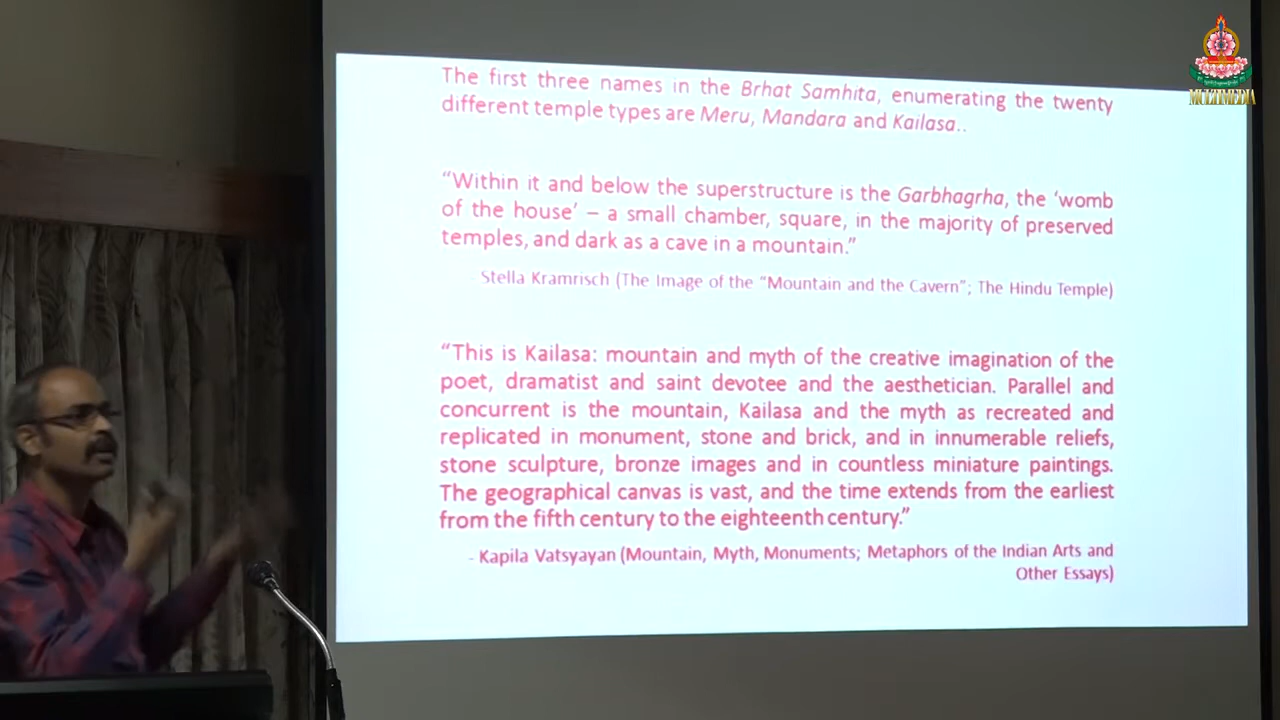 The first three names in the Brhat Samhita, enumerating the twenty
different temple types are Meru, Mandara and Kailasa..
“Within it and below the superstructure is the Garbhagrha, the ‘womb
of the house’ – a small chamber, square, in the majority of preserved
temples, and dark as a cave in a mountain.”
- Stella Kramrisch (The Image of the “Mountain and the Cavern”; The Hindu Temple)
“This is Kailasa: mountain and myth of the creative imagination of the
poet, dramatist and saint devotee and the aesthetician. Parallel and
concurrent is the mountain, Kailasa and the myth as recreated and
replicated in monument, stone and brick, and in innumerable reliefs,
stone sculpture, bronze images and in countless miniature paintings.
The geographical canvas is vast, and the time extends from the earliest
from the fifth century to the eighteenth century.”
- Kapila Vatsyayan (Mountain, Myth, Monuments; Metaphors of the Indian Arts and
Other Essays)
MULTIMEDIA